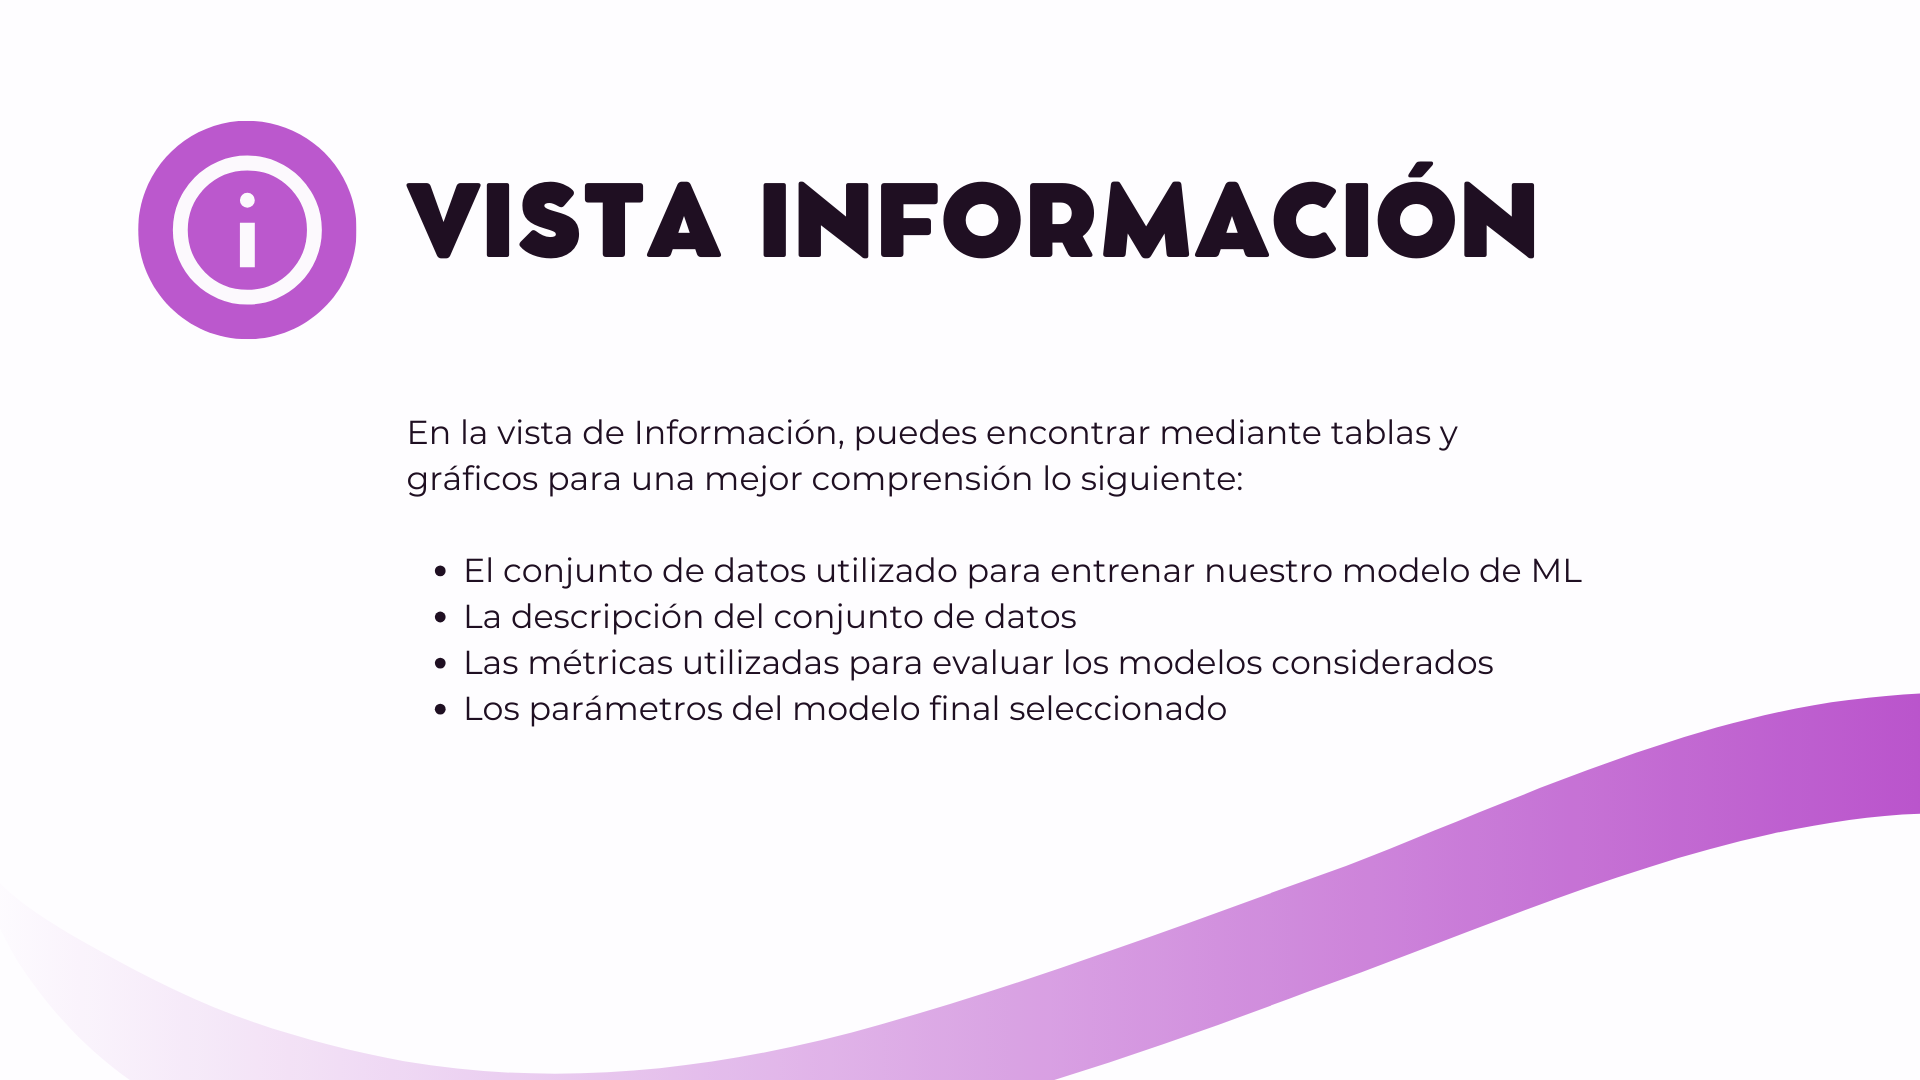 VISTA INFORMACIÓN
En la vista de Información, puedes encontrar mediante tablas y
gráficos para una mejor comprensión lo siguiente:
• El conjunto de datos utilizado para entrenar nuestro modelo de ML
• La descripción del conjunto de datos
• Las métricas utilizadas para evaluar los modelos considerados
• Los parámetros del modelo final seleccionado